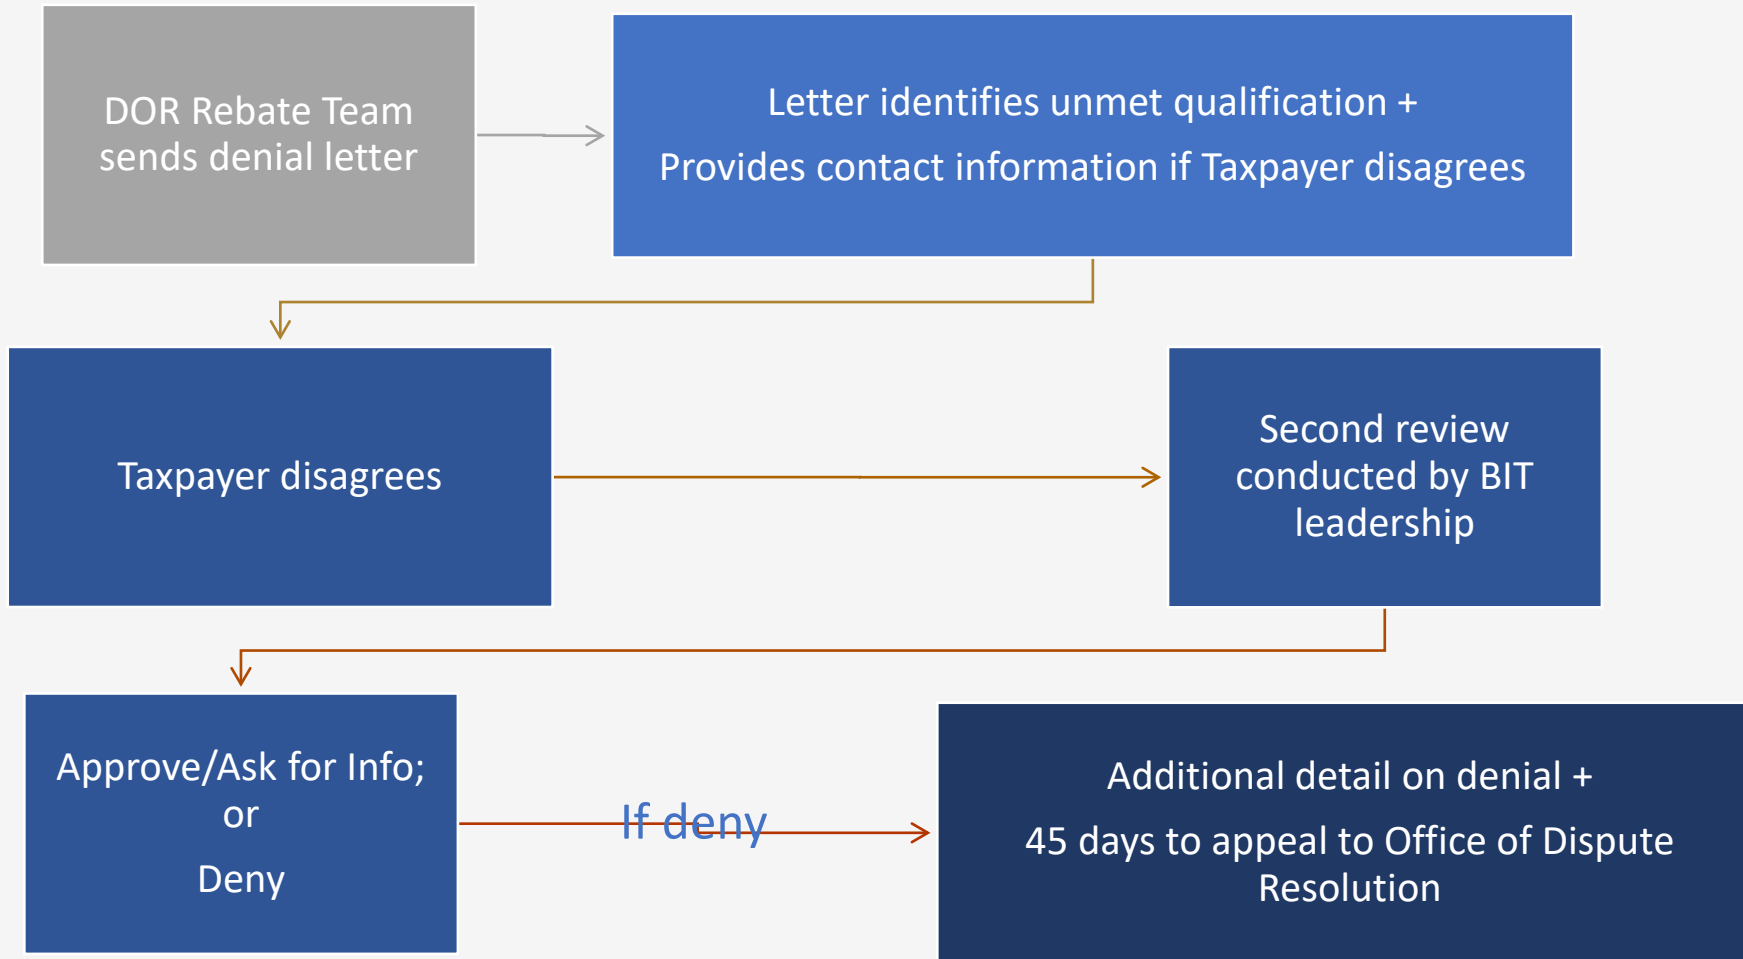 DOR Rebate Team
sends denial letter
Letter identifies unmet qualification +
Provides contact information if Taxpayer disagrees
Taxpayer disagrees
Second review
conducted by BIT
leadership
Approve/Ask for Info;
or
Deny
If deny
Additional detail on denial +
45 days to appeal to Office of Dispute
Resolution